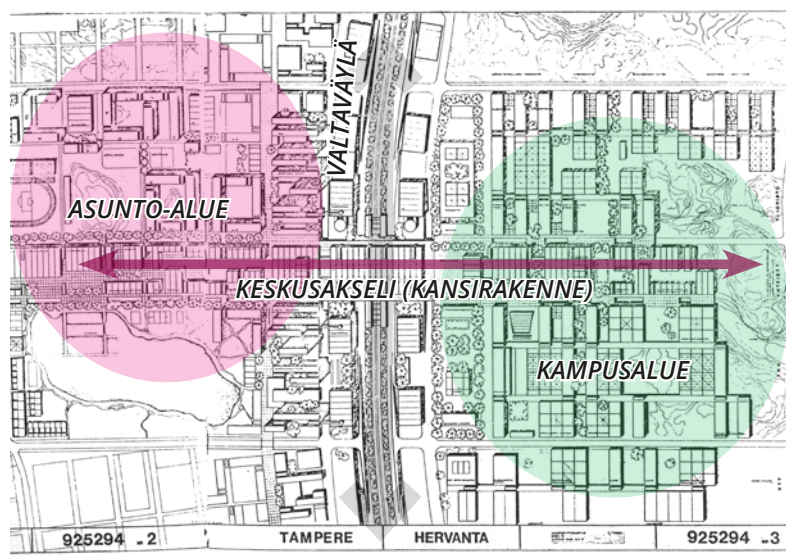 VALTAVÄYLÄ
ASUNTO-ALUE
KESKUSAKSELI (KANSIRAKENNE)
KAMPUSALUE
925294 - 2 TAMPERE HERVANTA 925294 - 3